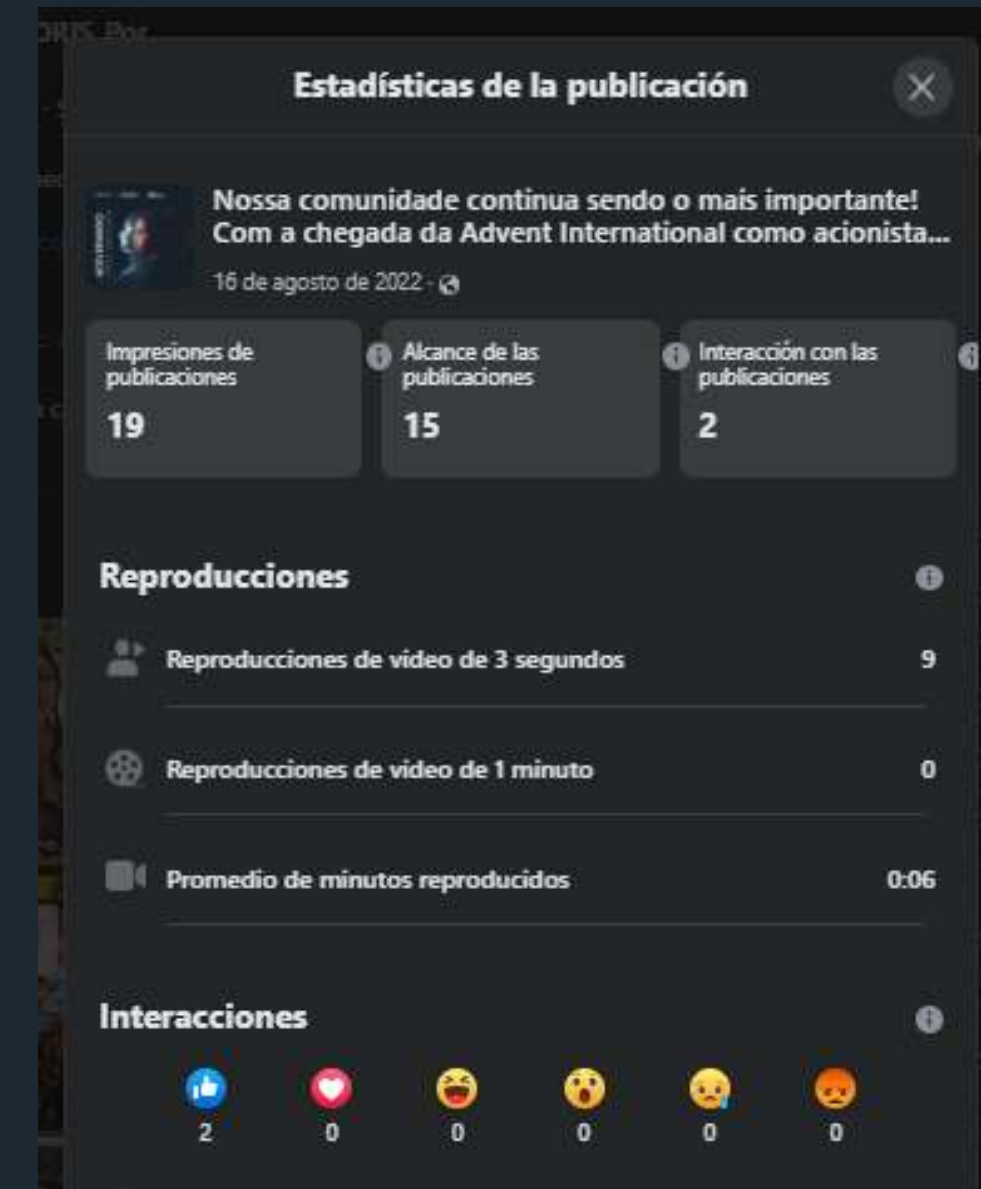 Estadísticas de la publicación
Nossa comunidade continua sendo o mais importante!
Com a chegada da Advent International como acionista...
16 de agosto de 2022 ·
Impresiones de
publicaciones
19
Alcance de las
publicaciones
15
Interacción con las
publicaciones
2
Reproducciones
Reproducciones de vídeo de 3 segundos 9
Reproducciones de vídeo de 1 minuto 0
Promedio de minutos reproducidos 0:06
Interacciones
2 0 0 0 0 0